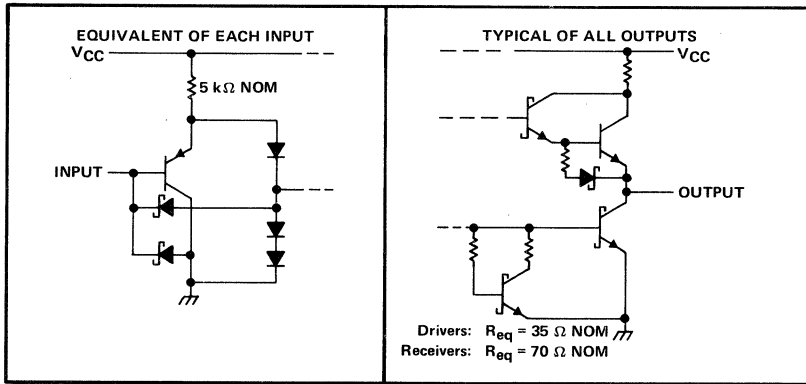 EQUIVALENT OF EACH INPUT
VCC
5 kΩ NOM
INPUT
TYPICAL OF ALL OUTPUTS
VCC
OUTPUT
Drivers: Req = 35 Ω NOM
Receivers: Req = 70 Ω NOM